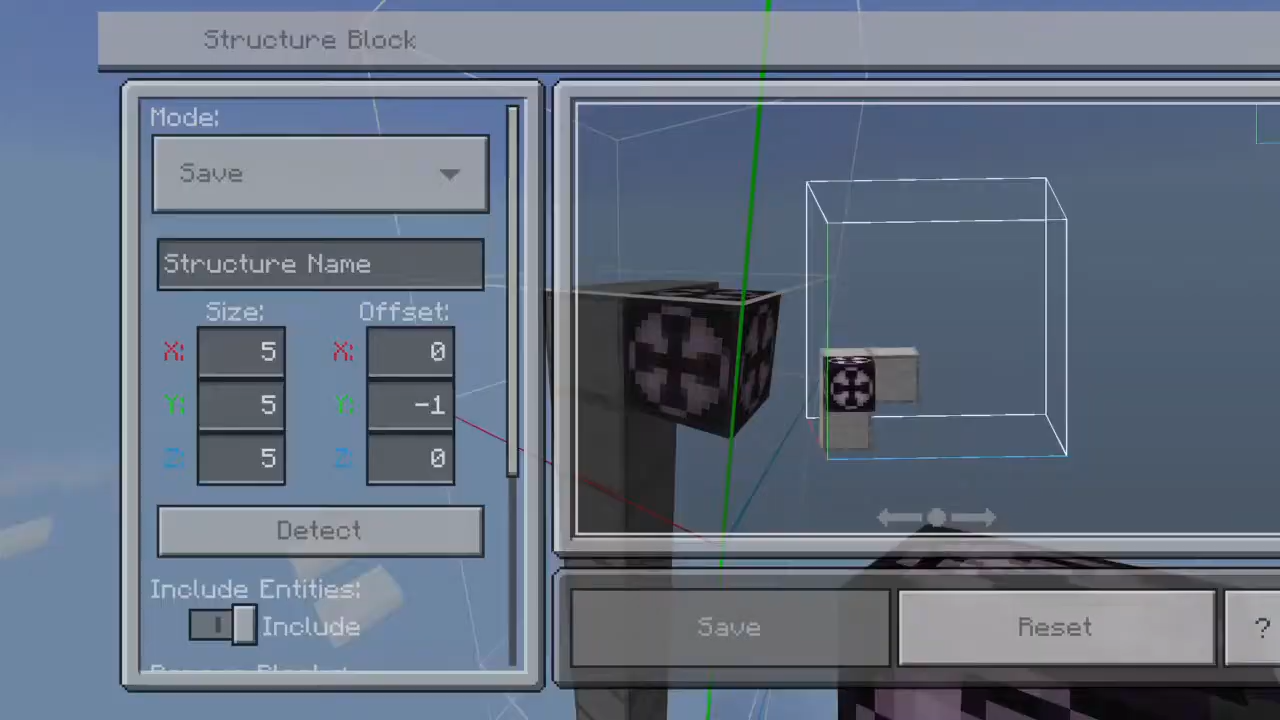 Structure Block
Mode:
Save
Structure Name
Size: Offset:
X: 5 X: 0
Y: 5 Y: -1
Z: 5 Z: 0
Detect
Include Entities:
Include
Save Reset ?